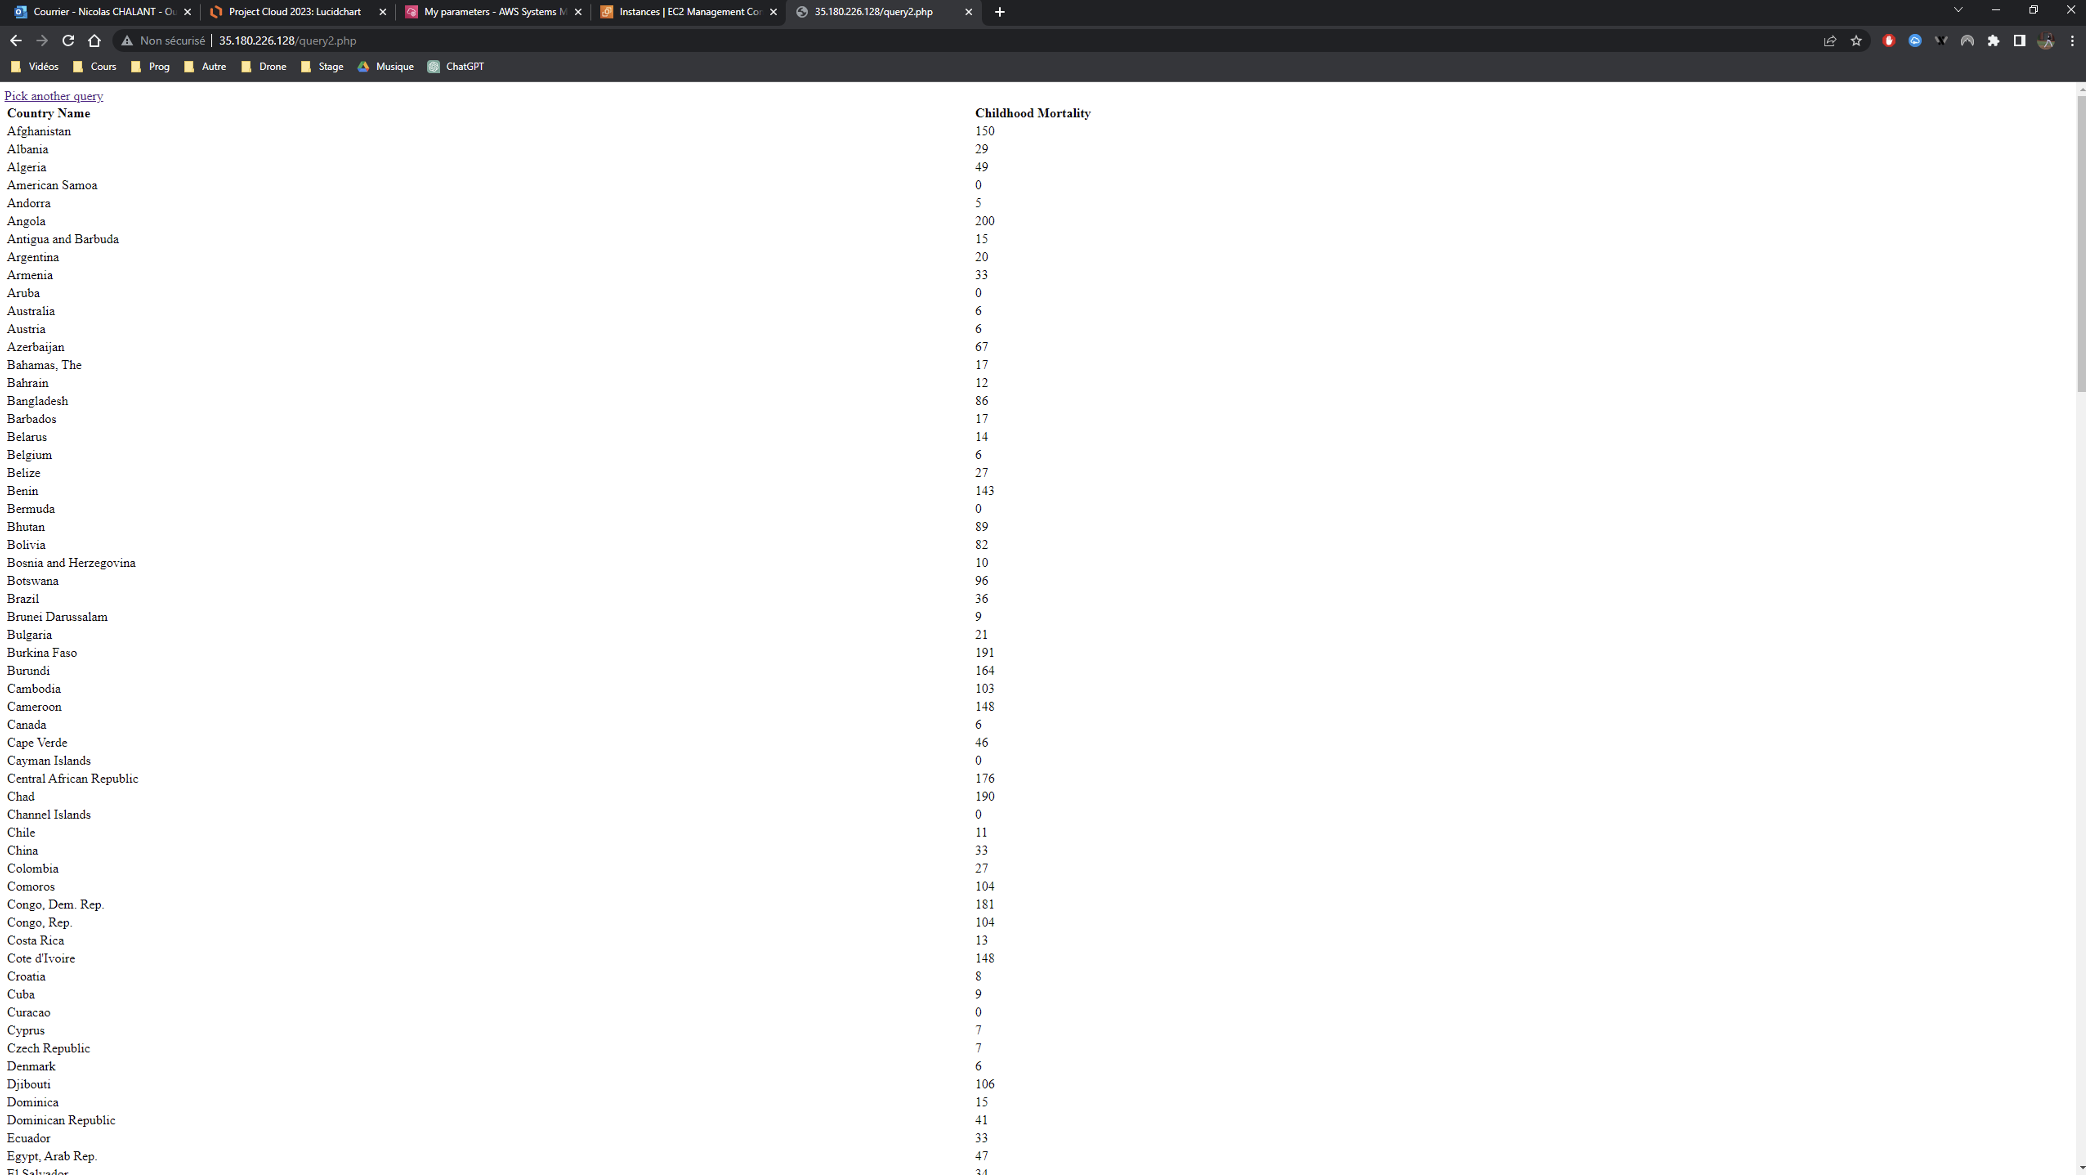 Courrier - Nicolas CHALANT - Ou
Project Cloud 2023: Lucidchart
My parameters - AWS Systems M
Instances | EC2 Management Con
35.180.226.128/query2.php
Non sécurisé 35.180.226.128/query2.php
Vidéos Cours Prog Autre Drone Stage Musique ChatGPT
Pick another query
Country Name Childhood Mortality
Afghanistan 150
Albania 29
Algeria 49
American Samoa 0
Andorra 5
Angola 200
Antigua and Barbuda 15
Argentina 20
Armenia 33
Aruba 0
Australia 6
Austria 6
Azerbaijan 67
Bahamas, The 17
Bahrain 12
Bangladesh 86
Barbados 17
Belarus 14
Belgium 6
Belize 27
Benin 143
Bermuda 0
Bhutan 89
Bolivia 82
Bosnia and Herzegovina 10
Botswana 96
Brazil 36
Brunei Darussalam 9
Bulgaria 21
Burkina Faso 191
Burundi 164
Cambodia 103
Cameroon 148
Canada 6
Cape Verde 46
Cayman Islands 0
Central African Republic 176
Chad 190
Channel Islands 0
Chile 11
China 33
Colombia 27
Comoros 104
Congo, Dem. Rep. 181
Congo, Rep. 104
Costa Rica 13
Cote d'Ivoire 148
Croatia 8
Cuba 9
Curacao 0
Cyprus 7
Czech Republic 7
Denmark 6
Djibouti 106
Dominica 15
Dominican Republic 41
Ecuador 33
Egypt, Arab Rep. 47
El Salvador 34